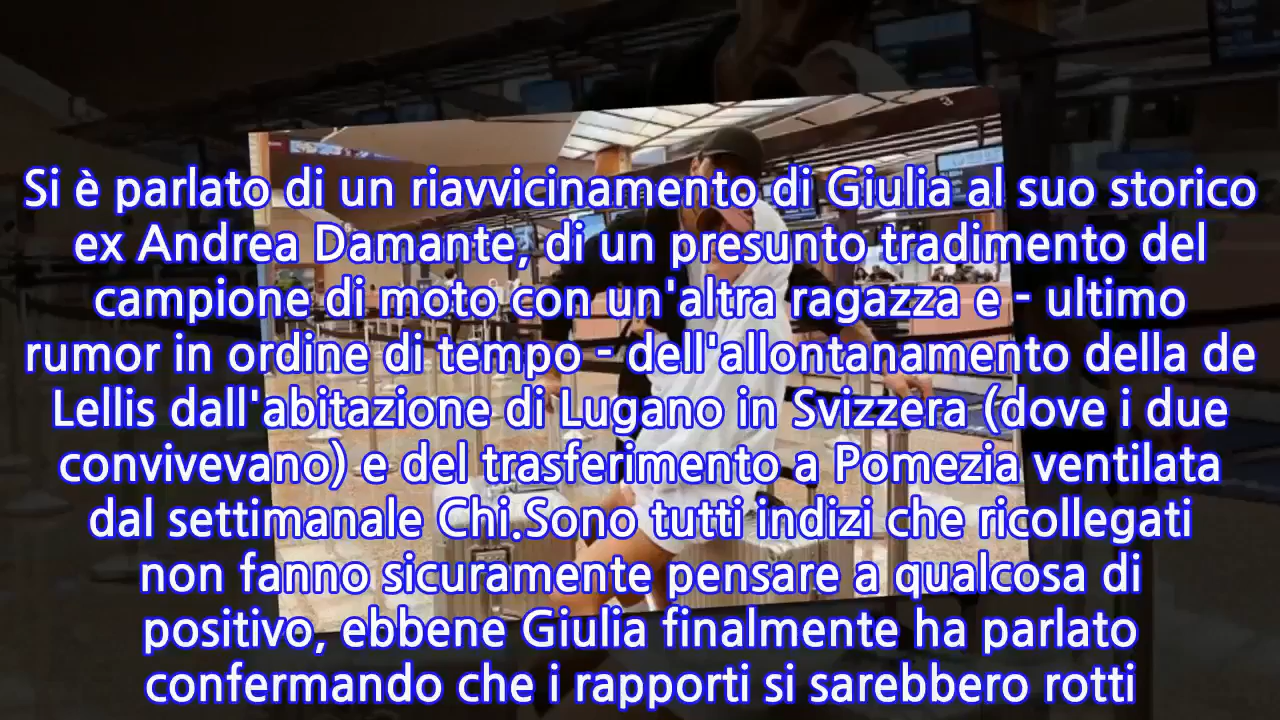 Si è parlato di un riavvicinamento di Giulia al suo storico
ex Andrea Damante, di un presunto tradimento del
campione di moto con un'altra ragazza e - ultimo
rumor in ordine di tempo - dell'allontanamento della de
Lellis dall'abitazione di Lugano in Svizzera (dove i due
convivevano) e del trasferimento a Pomezia ventilata
dal settimanale Chi.Sono tutti indizi che ricollegati
non fanno sicuramente pensare a qualcosa di
positivo, ebbene Giulia finalmente ha parlato
confermando che i rapporti si sarebbero rotti